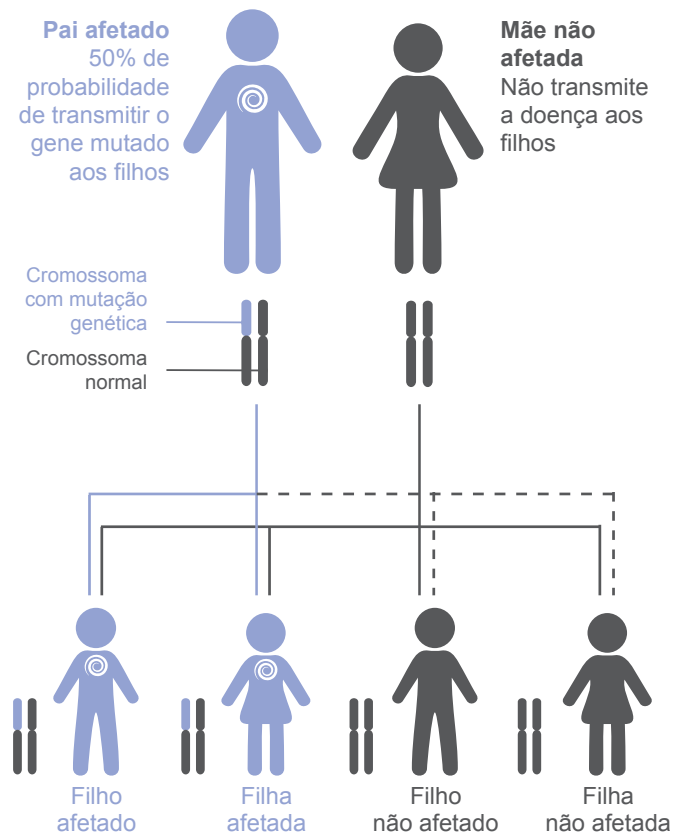 Pai afetado
50% de
probabilidade
de transmitir o
gene mutado
aos filhos
Mãe não
afetada
Não transmite
a doença aos
filhos
Cromossoma
com mutação
genética
Cromossoma
normal
Filho
afetado
Filha
afetada
Filho
não afetado
Filha
não afetada